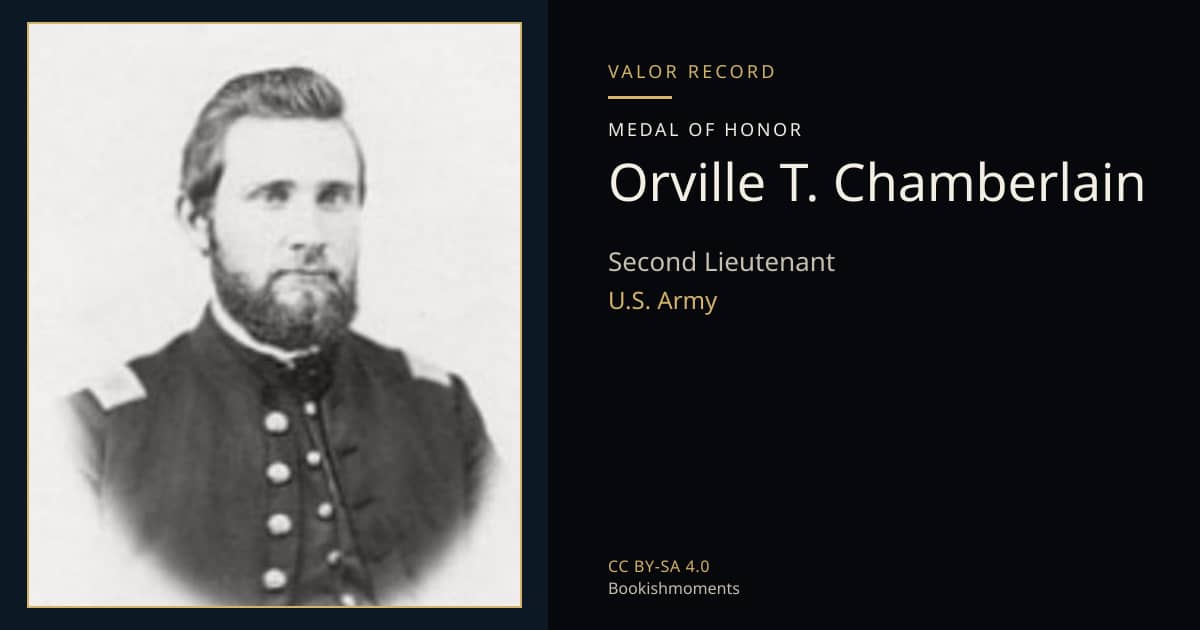 VALOR RECORD
MEDAL OF HONOR
Orville T. Chamberlain
Second Lieutenant
U.S. Army
CC BY-SA 4.0
Bookishmoments